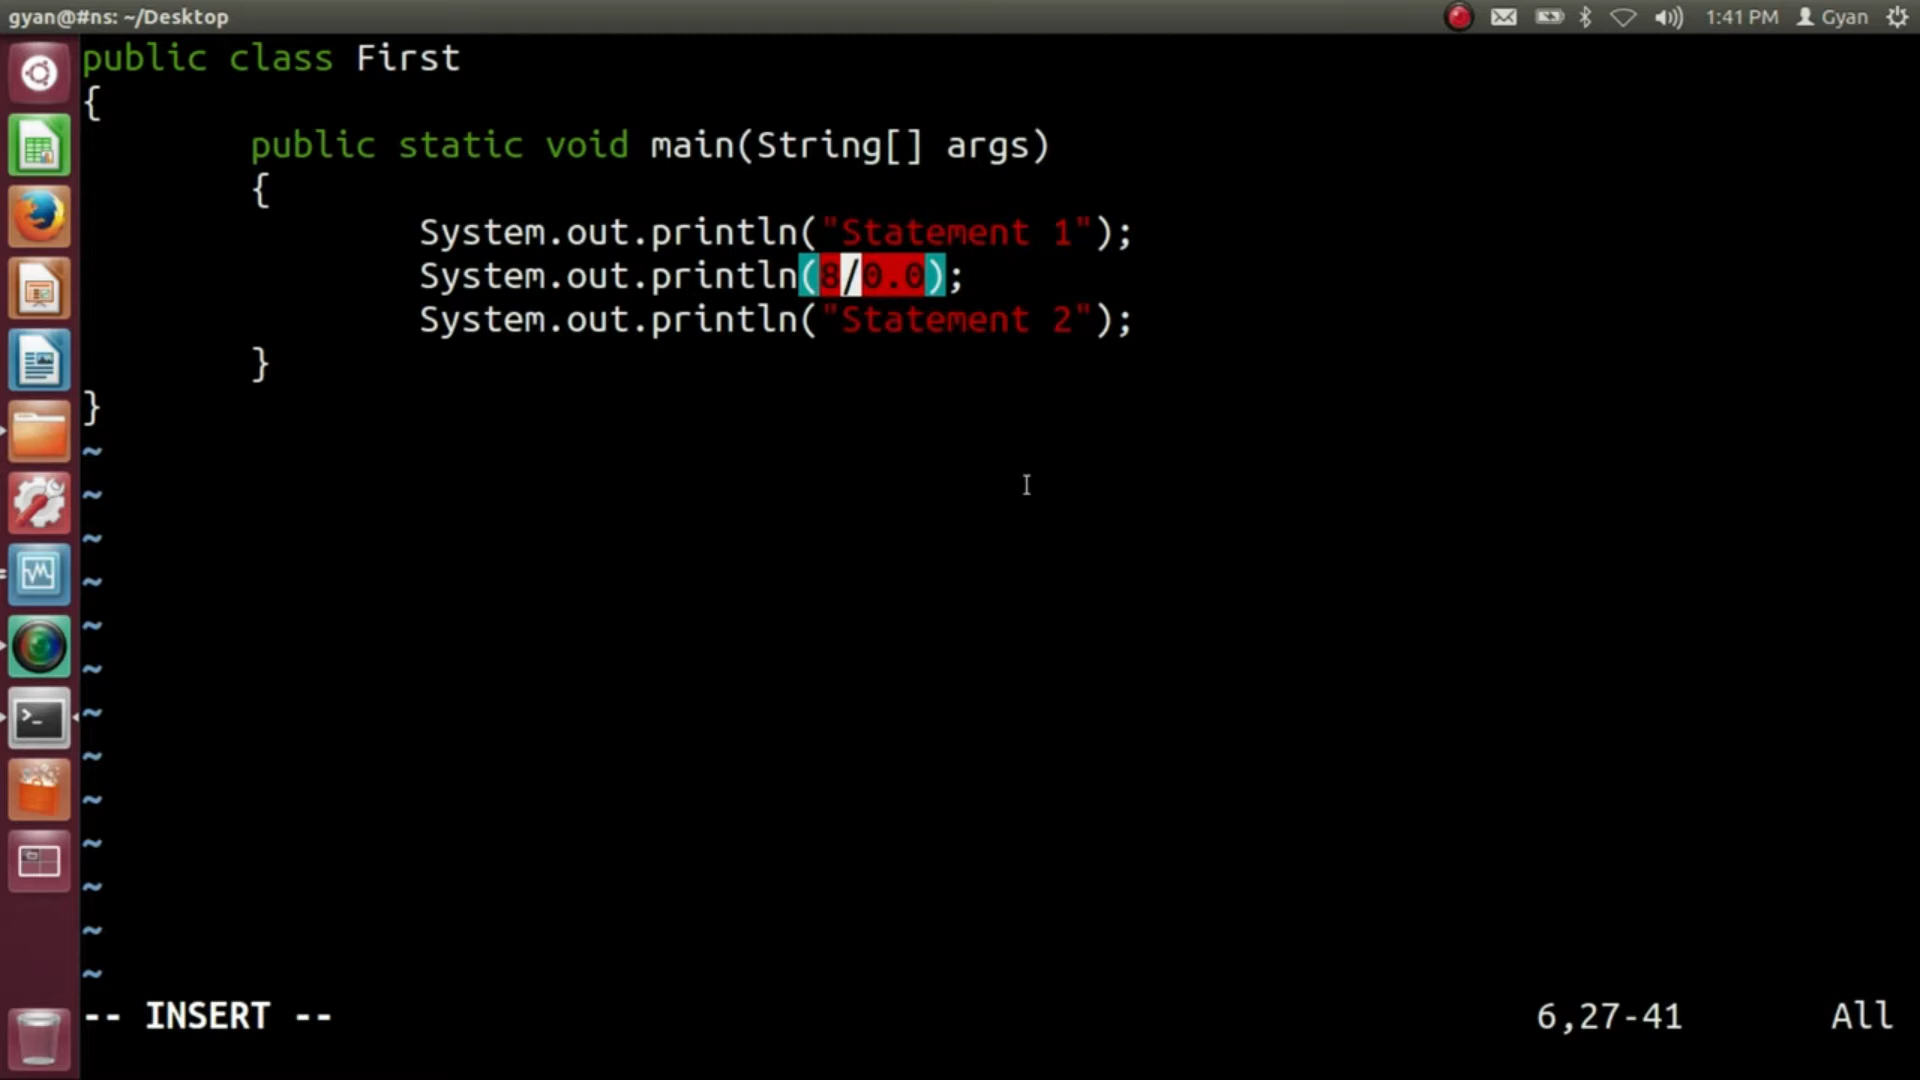 gyan@#ns: ~/Desktop
1:41 PM Gyan
public class First
{
public static void main(String[] args)
{
System.out.println("Statement 1");
System.out.println(8/0.0);
System.out.println("Statement 2");
}
}
~
~
~
~
~
~
~
~
~
~
~
~
~
-- INSERT -- 6,27-41 All